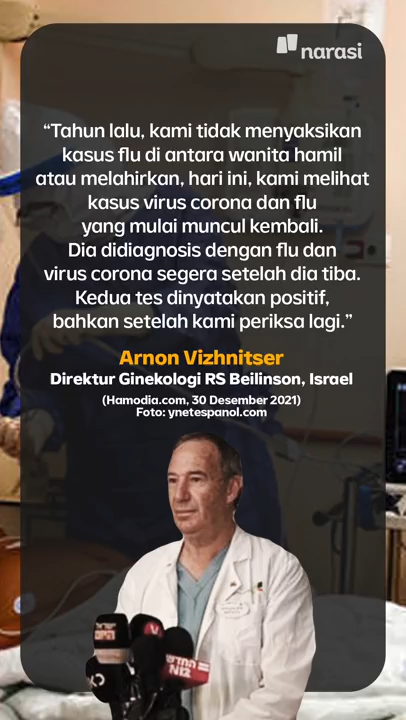 narasi
“Tahun lalu, kami tidak menyaksikan
kasus flu di antara wanita hamil
atau melahirkan, hari ini, kami melihat
kasus virus corona dan flu
yang mulai muncul kembali.
Dia didiagnosis dengan flu dan
virus corona segera setelah dia tiba.
Kedua tes dinyatakan positif,
bahkan setelah kami periksa lagi.”
Arnon Vizhnitser
Direktur Ginekologi RS Beilinson, Israel
(Hamodia.com, 30 Desember 2021)
Foto: ynetespanol.com
החדשות
N12